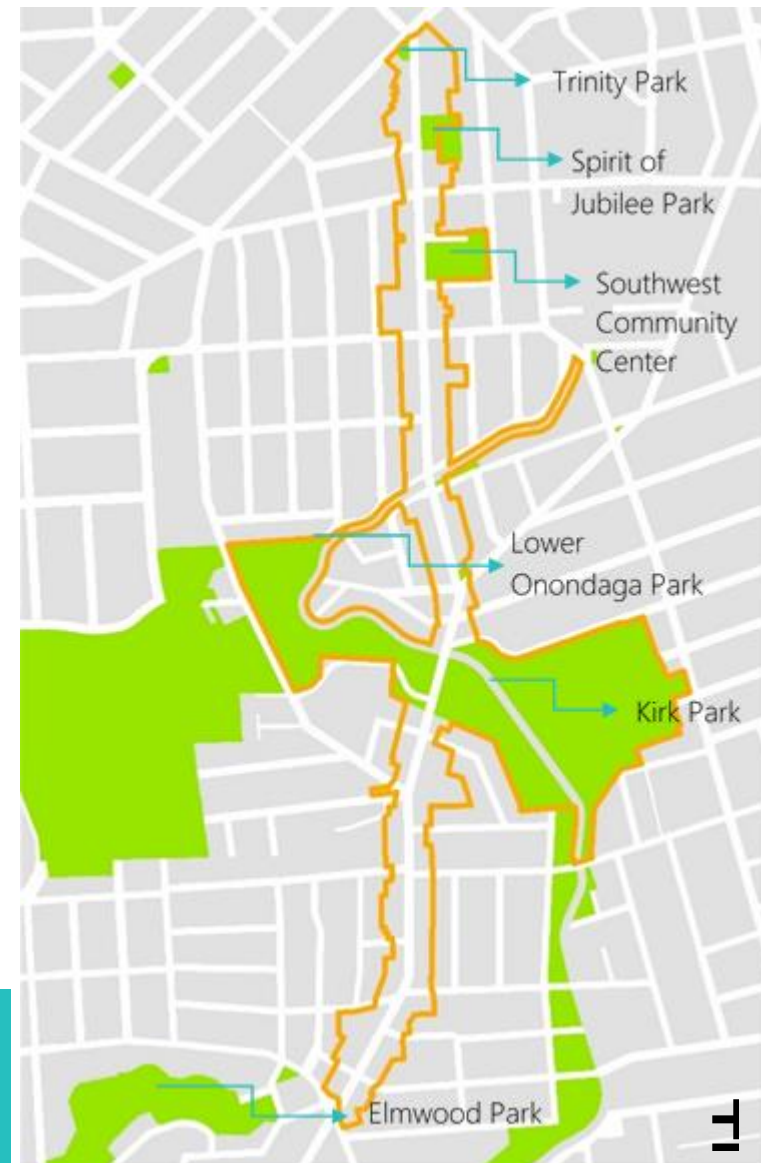 Trinity Park
Spirit of
Jubilee Park
Southwest
Community
Center
Lower
Onondaga Park
Kirk Park
Elmwood Park